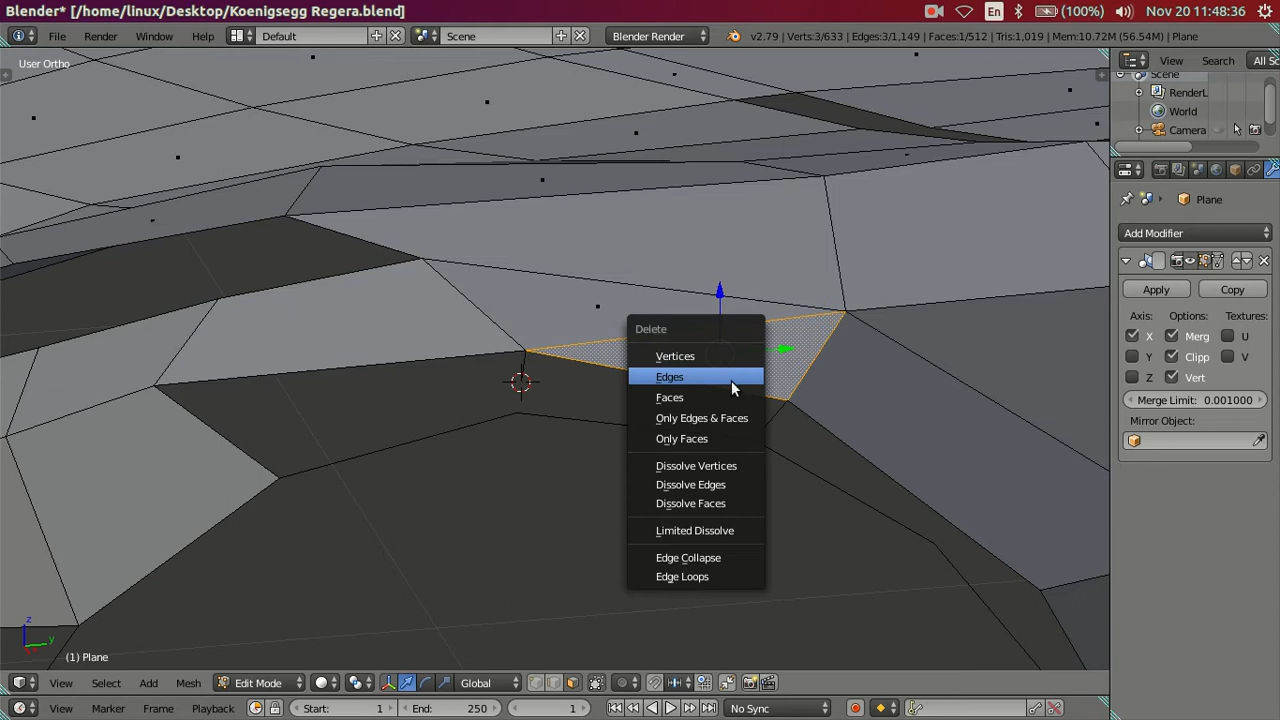 Blender* [/home/linux/Desktop/Koenigsegg Regera.blend]
En
(100%)
Nov 20 11:48:36
File
Render
Window
Help
Default
Scene
Blender Render
v2.79 | Verts:3/633 | Edges:3/1,149 | Faces:1/512 | Tris:1,019 | Mem:10.72M (56.54M) | Plane
User Ortho
View
Search
All Sc
Scene
RenderL
World
Camera
Plane
Add Modifier
Apply
Copy
Axis:
Options:
Textures:
X
Merg
U
Y
Clipp
V
Z
Vert
Merge Limit: 0.001000
Mirror Object:
Delete
Vertices
Edges
Faces
Only Edges & Faces
Only Faces
Dissolve Vertices
Dissolve Edges
Dissolve Faces
Limited Dissolve
Edge Collapse
Edge Loops
z
y
(1) Plane
View
Select
Add
Mesh
Edit Mode
Global
View
Marker
Frame
Playback
Start: 1
End: 250
1
No Sync